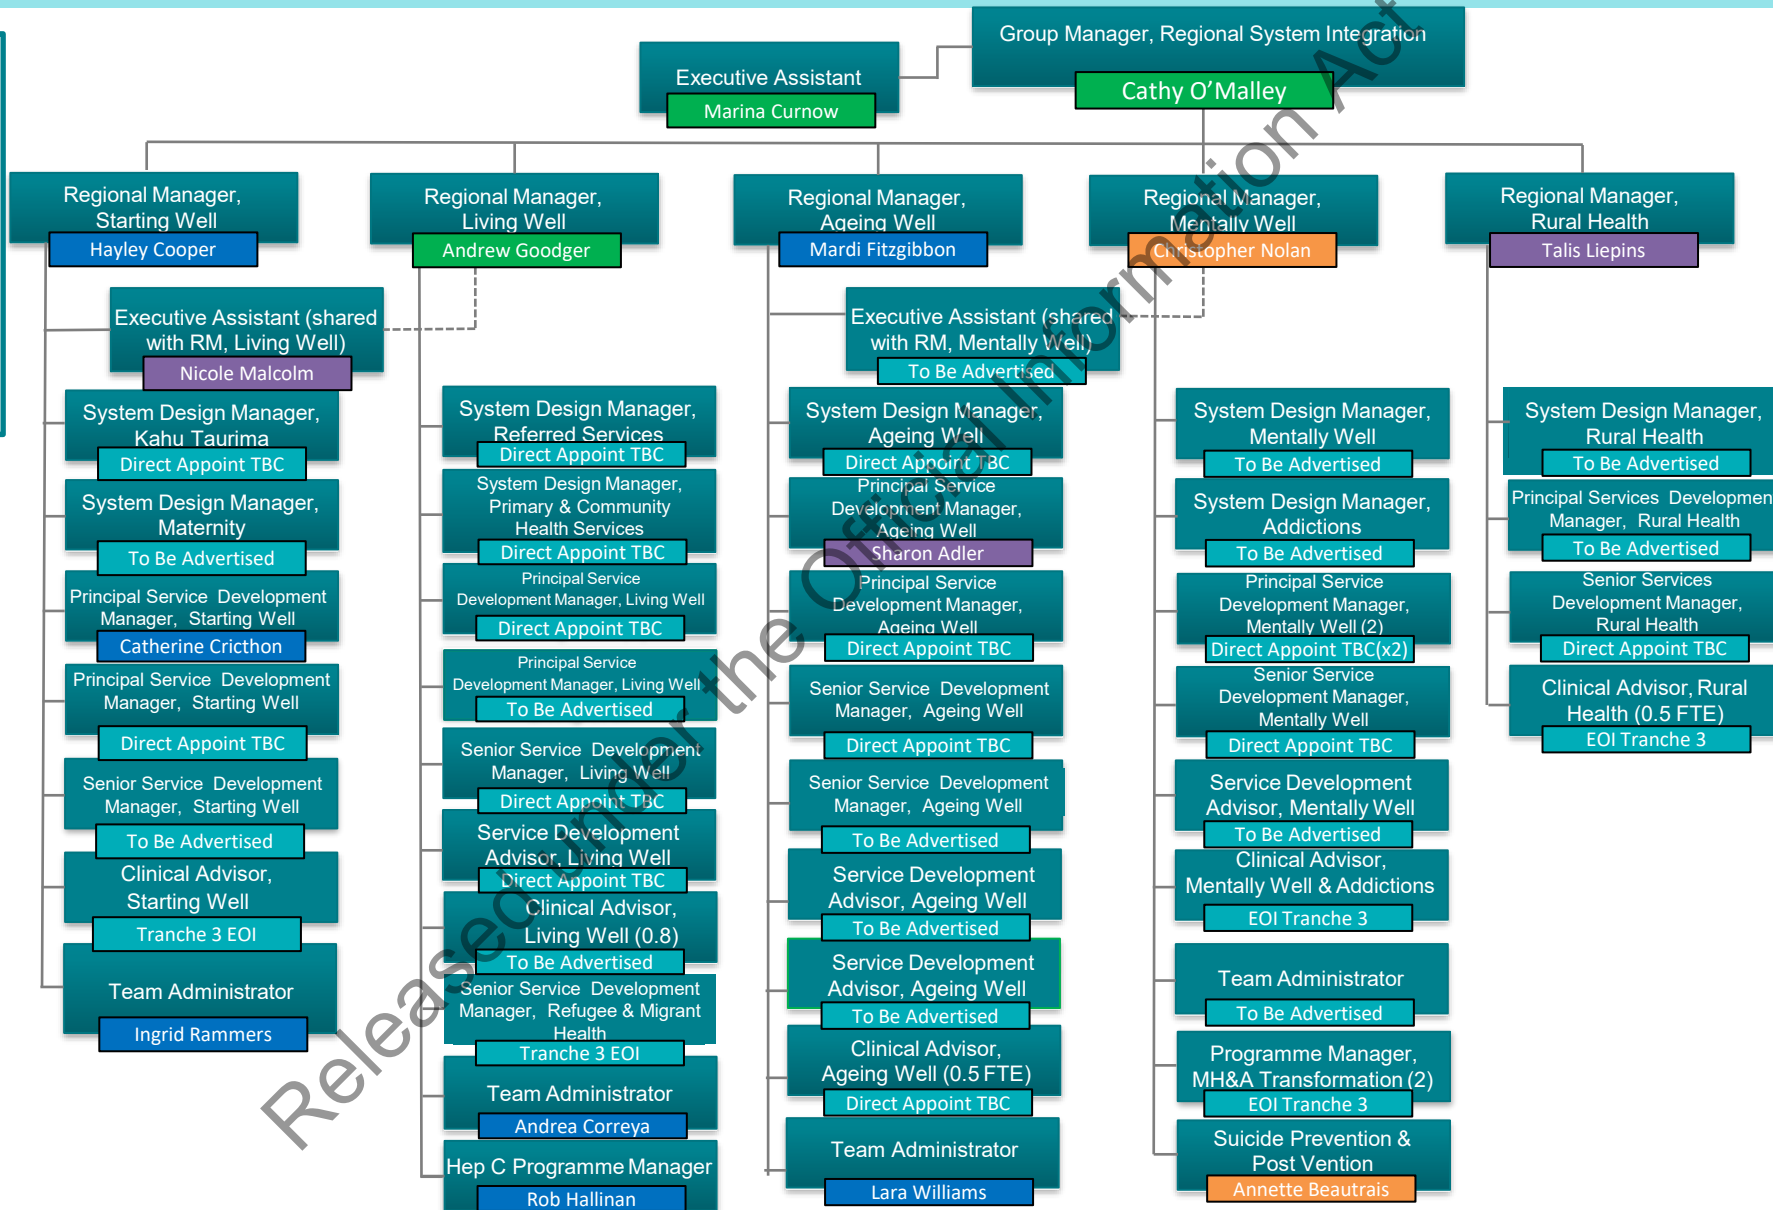 Group Manager, Regional System Integration
Cathy O’Malley
Executive Assistant
Marina Curnow
Regional Manager,
Starting Well
Hayley Cooper
Executive Assistant (shared
with RM, Living Well)
Nicole Malcolm
System Design Manager,
Kahu Taurima
Direct Appoint TBC
System Design Manager,
Maternity
To Be Advertised
Principal Service Development
Manager, Starting Well
Catherine Cricthon
Principal Service Development
Manager, Starting Well
Direct Appoint TBC
Senior Service Development
Manager, Starting Well
To Be Advertised
Clinical Advisor,
Starting Well
Tranche 3 EOI
Team Administrator
Ingrid Rammers
Regional Manager,
Living Well
Andrew Goodger
System Design Manager,
Referred Services
Direct Appoint TBC
System Design Manager,
Primary & Community
Health Services
Direct Appoint TBC
Principal Service
Development Manager, Living Well
Direct Appoint TBC
Principal Service
Development Manager, Living Well
To Be Advertised
Senior Service Development
Manager, Living Well
Direct Appoint TBC
Service Development
Advisor, Living Well
Direct Appoint TBC
Clinical Advisor,
Living Well (0.8)
To Be Advertised
Senior Service Development
Manager, Refugee & Migrant
Health
Tranche 3 EOI
Team Administrator
Andrea Correya
Hep C Programme Manager
Rob Hallinan
Regional Manager,
Ageing Well
Mardi Fitzgibbon
Executive Assistant (shared
with RM, Mentally Well)
To Be Advertised
System Design Manager,
Ageing Well
Direct Appoint TBC
Principal Service
Development Manager,
Ageing Well
Sharon Adler
Principal Service
Development Manager,
Ageing Well
Direct Appoint TBC
Senior Service Development
Manager, Ageing Well
Direct Appoint TBC
Senior Service Development
Manager, Ageing Well
To Be Advertised
Service Development
Advisor, Ageing Well
To Be Advertised
Service Development
Advisor, Ageing Well
To Be Advertised
Clinical Advisor,
Ageing Well (0.5 FTE)
Direct Appoint TBC
Team Administrator
Lara Williams
Regional Manager,
Mentally Well
Christopher Nolan
System Design Manager,
Mentally Well
To Be Advertised
System Design Manager,
Addictions
To Be Advertised
Principal Service
Development Manager,
Mentally Well (2)
Direct Appoint TBC(x2)
Senior Service
Development Manager,
Mentally Well
Direct Appoint TBC
Service Development
Advisor, Mentally Well
To Be Advertised
Clinical Advisor,
Mentally Well & Addictions
EOI Tranche 3
Team Administrator
To Be Advertised
Programme Manager,
MH&A Transformation (2)
EOI Tranche 3
Suicide Prevention &
Post Vention
Annette Beautrais
Regional Manager,
Rural Health
Talis Liepins
System Design Manager,
Rural Health
To Be Advertised
Principal Services Developmen
Manager, Rural Health
To Be Advertised
Senior Services
Development Manager,
Rural Health
Direct Appoint TBC
Clinical Advisor, Rural
Health (0.5 FTE)
EOI Tranche 3
Released under the Official Information Act